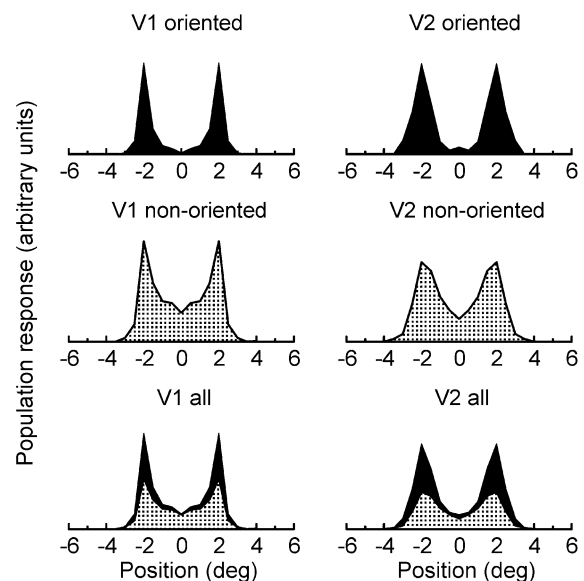 V1 oriented
V2 oriented
-6 -4 -2 0 2 4 6
-6 -4 -2 0 2 4 6
V1 non-oriented
V2 non-oriented
-6 -4 -2 0 2 4 6
-6 -4 -2 0 2 4 6
V1 all
V2 all
-6 -4 -2 0 2 4 6
-6 -4 -2 0 2 4 6
Position (deg)
Position (deg)
Population response (arbitrary units)